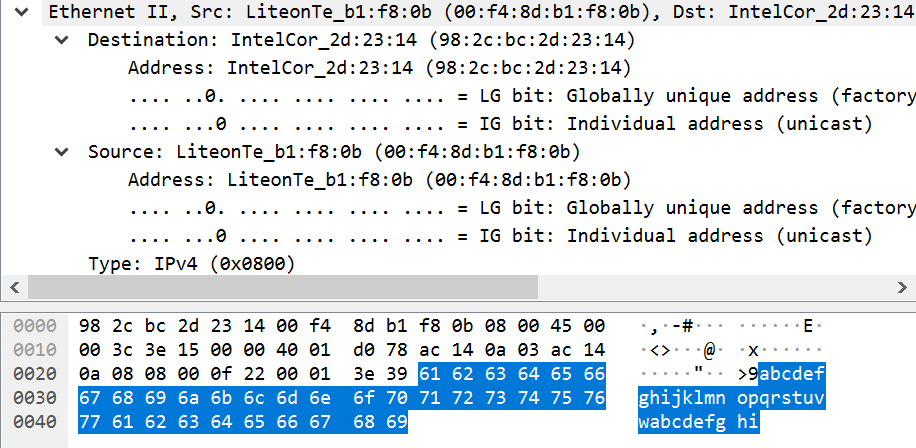 Ethernet II, Src: LiteonTe_b1:f8:0b (00:f4:8d:b1:f8:0b), Dst: IntelCor_2d:23:14
Destination: IntelCor_2d:23:14 (98:2c:bc:2d:23:14)
Address: IntelCor_2d:23:14 (98:2c:bc:2d:23:14)
.... ..0. .... .... .... .... = LG bit: Globally unique address (factory
.... ...0 .... .... .... .... = IG bit: Individual address (unicast)
Source: LiteonTe_b1:f8:0b (00:f4:8d:b1:f8:0b)
Address: LiteonTe_b1:f8:0b (00:f4:8d:b1:f8:0b)
.... ..0. .... .... .... .... = LG bit: Globally unique address (factory
.... ...0 .... .... .... .... = IG bit: Individual address (unicast)
Type: IPv4 (0x0800)
0000 98 2c bc 2d 23 14 00 f4 8d b1 f8 0b 08 00 45 00 ·,·-#··· ······E·
0010 00 3c 3e 15 00 00 40 01 d0 78 ac 14 0a 03 ac 14 ·<>···@· ·x······
0020 0a 08 08 00 0f 22 00 01 3e 39 61 62 63 64 65 66 ·····"·· >9abcdef
0030 67 68 69 6a 6b 6c 6d 6e 6f 70 71 72 73 74 75 76 ghijklmn opqrstuv
0040 77 61 62 63 64 65 66 67 68 69 wabcdefg hi